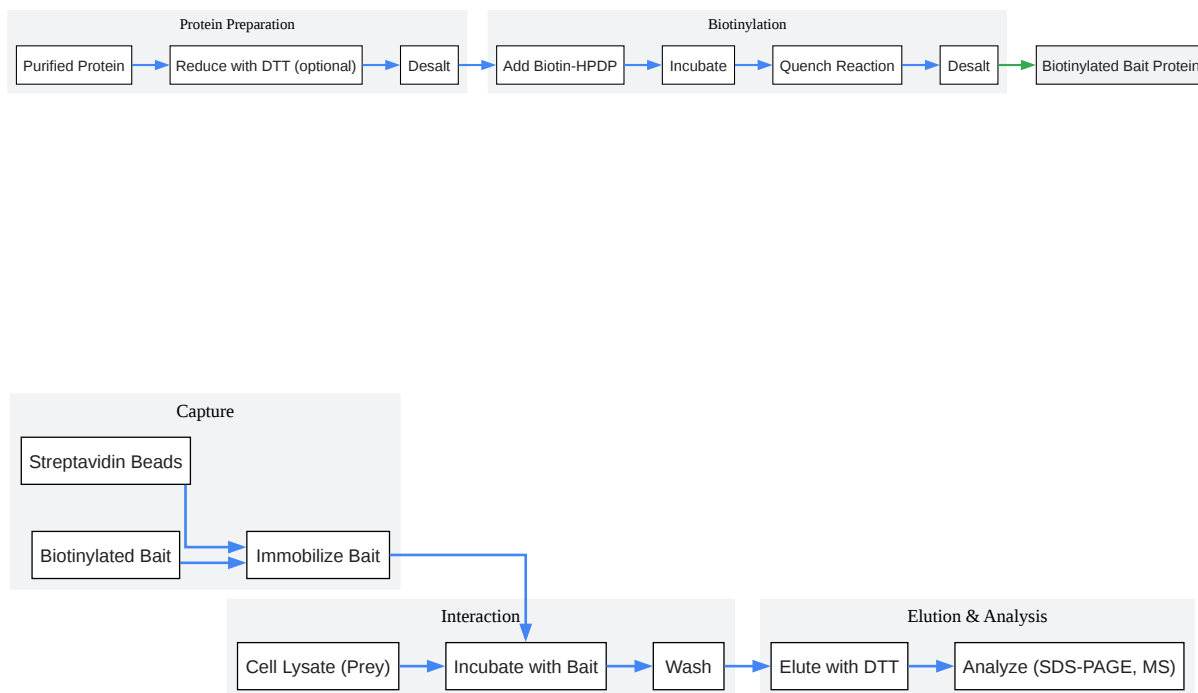 Protein Preparation
Biotinylation
Purified Protein
Reduce with DTT (optional)
Desalt
Add Biotin-HPDP
Incubate
Quench Reaction
Desalt
Biotinylated Bait Protein
Capture
Streptavidin Beads
Biotinylated Bait
Immobilize Bait
Interaction
Elution & Analysis
Cell Lysate (Prey)
Incubate with Bait
Wash
Elute with DTT
Analyze (SDS-PAGE, MS)